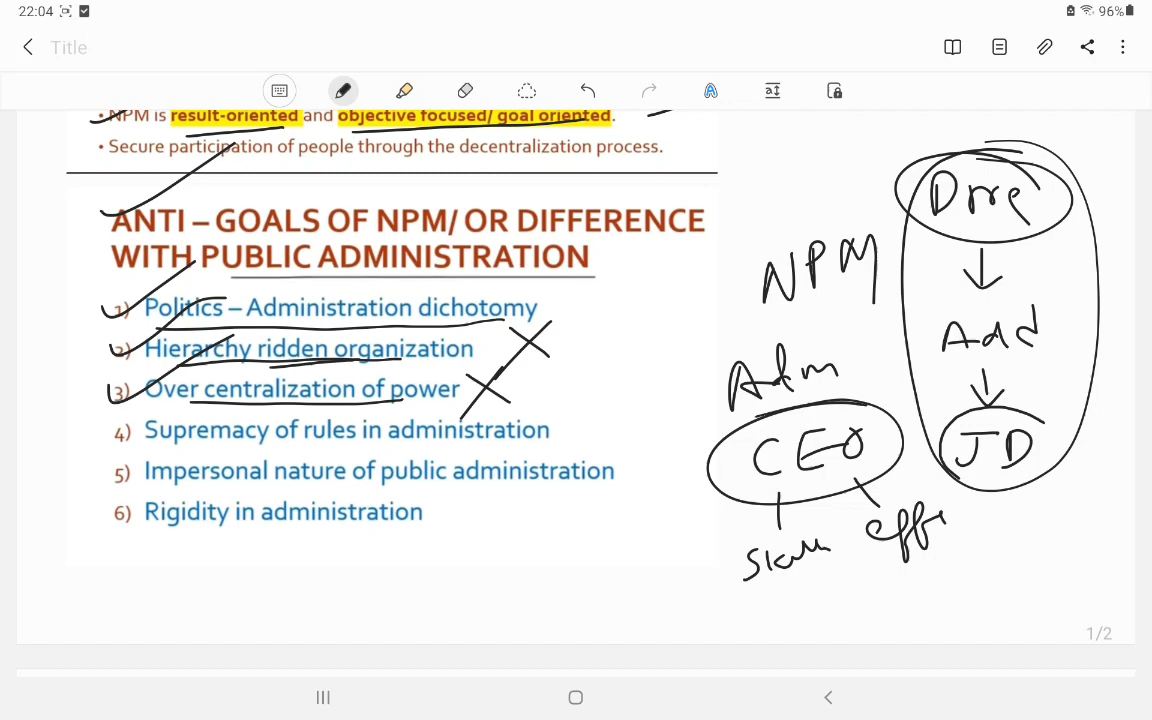 22:04
96%
Title
• NPM is result-oriented and objective focused/ goal oriented.
• Secure participation of people through the decentralization process.
ANTI – GOALS OF NPM/ OR DIFFERENCE
WITH PUBLIC ADMINISTRATION
1) Politics – Administration dichotomy
2) Hierarchy ridden organization
3) Over centralization of power
4) Supremacy of rules in administration
5) Impersonal nature of public administration
6) Rigidity in administration
NPM
Adm
CEO
Add
JD
1/2